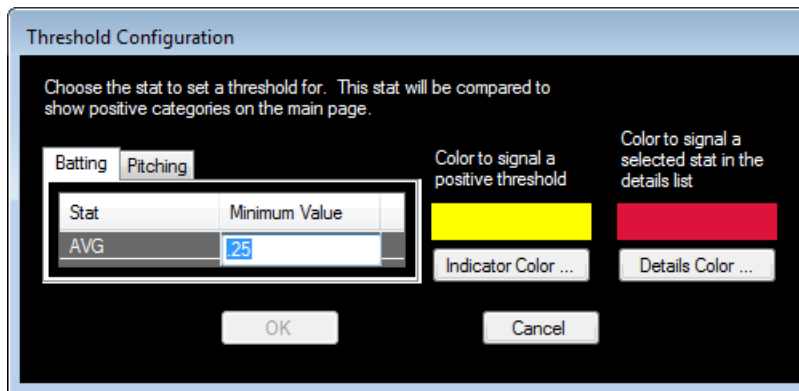 Threshold Configuration
Choose the stat to set a threshold for. This stat will be compared to
show positive categories on the main page.
Batting Pitching
Stat Minimum Value
AVG .25
Color to signal a
positive threshold
Indicator Color ...
Color to signal a
selected stat in the
details list
Details Color ...
OK Cancel